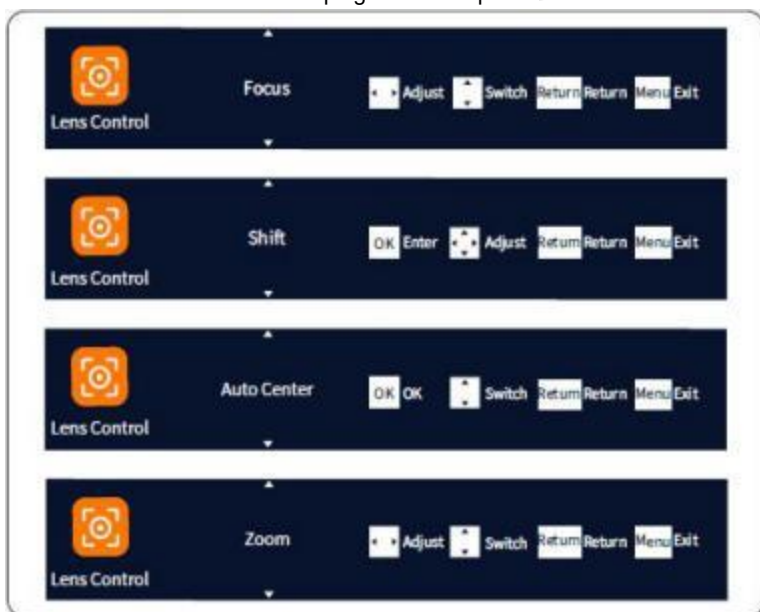 Focus Adjust Switch Return Return Menu Exit
Lens Control
Shift OK Enter Adjust Return Return Menu Exit
Lens Control
Auto Center OK OK Switch Return Return Menu Exit
Lens Control
Zoom Adjust Switch Return Return Menu Exit
Lens Control